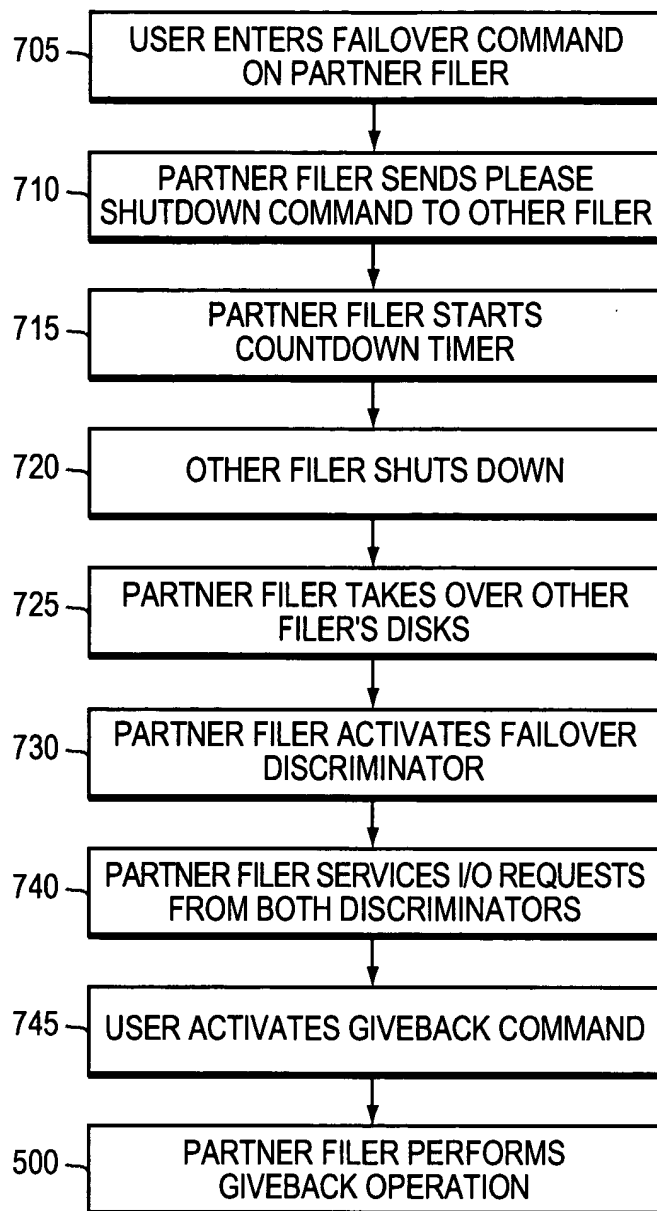 705
USER ENTERS FAILOVER COMMAND
ON PARTNER FILER
710
PARTNER FILER SENDS PLEASE
SHUTDOWN COMMAND TO OTHER FILER
715
PARTNER FILER STARTS
COUNTDOWN TIMER
720
OTHER FILER SHUTS DOWN
725
PARTNER FILER TAKES OVER OTHER
FILER'S DISKS
730
PARTNER FILER ACTIVATES FAILOVER
DISCRIMINATOR
740
PARTNER FILER SERVICES I/O REQUESTS
FROM BOTH DISCRIMINATORS
745
USER ACTIVATES GIVEBACK COMMAND
500
PARTNER FILER PERFORMS
GIVEBACK OPERATION